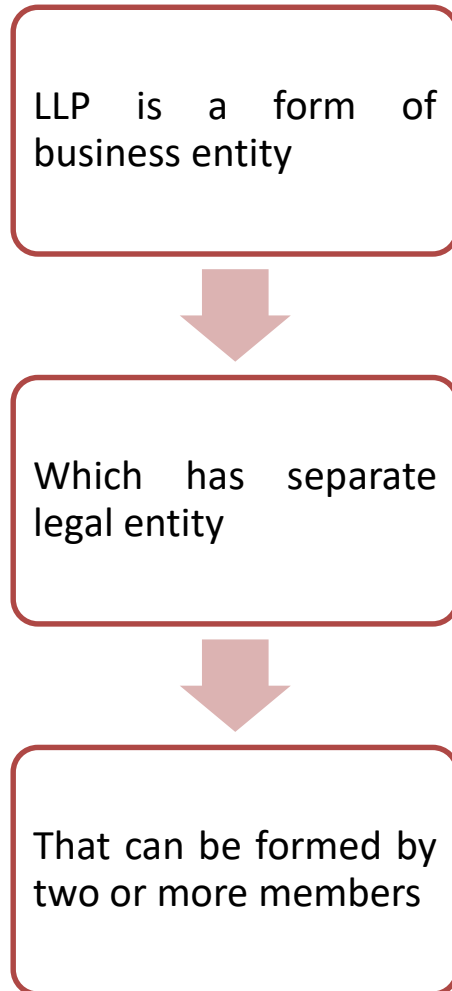 LLP is a form of
business entity
Which has separate
legal entity
That can be formed by
two or more members